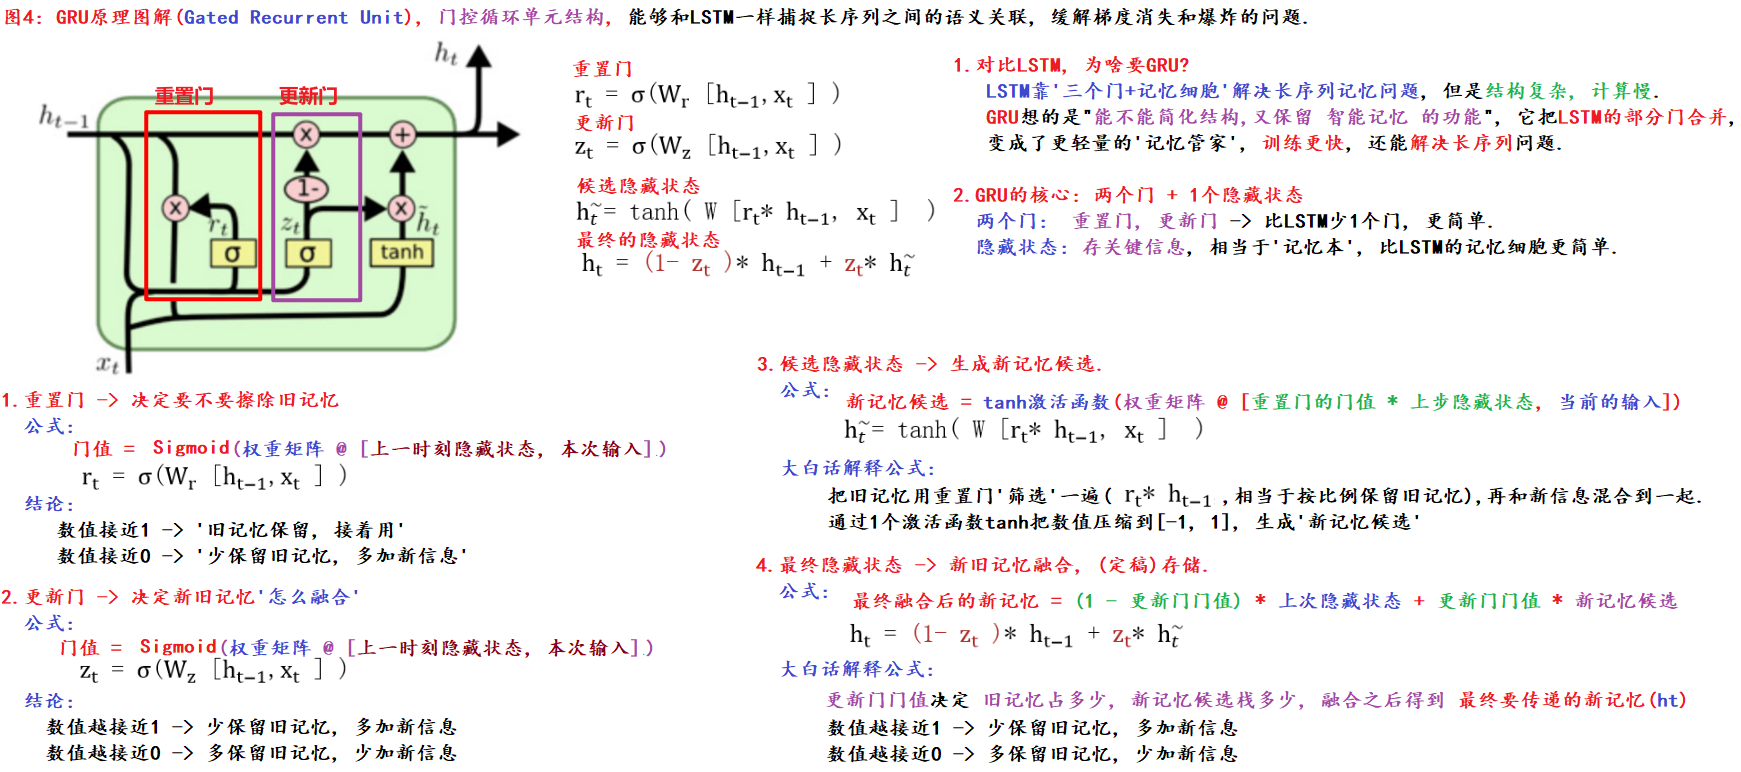 图4: GRU原理图解(Gated Recurrent Unit), 门控循环单元结构, 能够和LSTM一样捕捉长序列之间的语义关联, 缓解梯度消失和爆炸的问题.
重置门
更新门
h_{t-1}
h_t
r_t
z_t
h̃_t
x_t
x
x
+
1-
x
σ
σ
tanh
重置门
r_t = σ(W_r [h_{t-1}, x_t ] )
更新门
z_t = σ(W_z [h_{t-1}, x_t ] )
候选隐藏状态
h_t^~ = tanh( W [r_t* h_{t-1}, x_t ] )
最终的隐藏状态
h_t = (1- z_t )* h_{t-1} + z_t* h_t^~
1.对比LSTM, 为啥要GRU?
LSTM靠'三个门+记忆细胞'解决长序列记忆问题, 但是结构复杂, 计算慢.
GRU想的是"能不能简化结构,又保留 智能记忆 的功能", 它把LSTM的部分门合并,
变成了更轻量的'记忆管家', 训练更快, 还能解决长序列问题.
2.GRU的核心: 两个门 + 1个隐藏状态
两个门: 重置门, 更新门 -> 比LSTM少1个门, 更简单.
隐藏状态: 存关键信息, 相当于'记忆本', 比LSTM的记忆细胞更简单.
1.重置门 -> 决定要不要擦除旧记忆
公式:
门值 = Sigmoid(权重矩阵 @ [上一时刻隐藏状态, 本次输入].)
r_t = σ(W_r [h_{t-1}, x_t ] )
结论:
数值接近1 -> '旧记忆保留, 接着用'
数值接近0 -> '少保留旧记忆, 多加新信息'
2.更新门 -> 决定新旧记忆'怎么融合'
公式:
门值 = Sigmoid(权重矩阵 @ [上一时刻隐藏状态, 本次输入].)
z_t = σ(W_z [h_{t-1}, x_t ] )
结论:
数值越接近1 -> 少保留旧记忆, 多加新信息
数值越接近0 -> 多保留旧记忆, 少加新信息
3.候选隐藏状态 -> 生成新记忆候选.
公式:
新记忆候选 = tanh激活函数(权重矩阵 @ [重置门的门值 * 上步隐藏状态, 当前的输入])
h_t^~ = tanh( W [r_t* h_{t-1}, x_t ] )
大白话解释公式:
把旧记忆用重置门'筛选'一遍( r_t* h_{t-1} ,相当于按比例保留旧记忆),再和新信息混合到一起.
通过1个激活函数tanh把数值压缩到[-1, 1], 生成'新记忆候选'
4.最终隐藏状态 -> 新旧记忆融合, (定稿)存储.
公式:
最终融合后的新记忆 = (1 - 更新门门值) * 上次隐藏状态 + 更新门门值 * 新记忆候选
h_t = (1- z_t )* h_{t-1} + z_t* h_t^~
大白话解释公式:
更新门门值决定 旧记忆占多少, 新记忆候选栈多少, 融合之后得到 最终要传递的新记忆(ht)
数值越接近1 -> 少保留旧记忆, 多加新信息
数值越接近0 -> 多保留旧记忆, 少加新信息